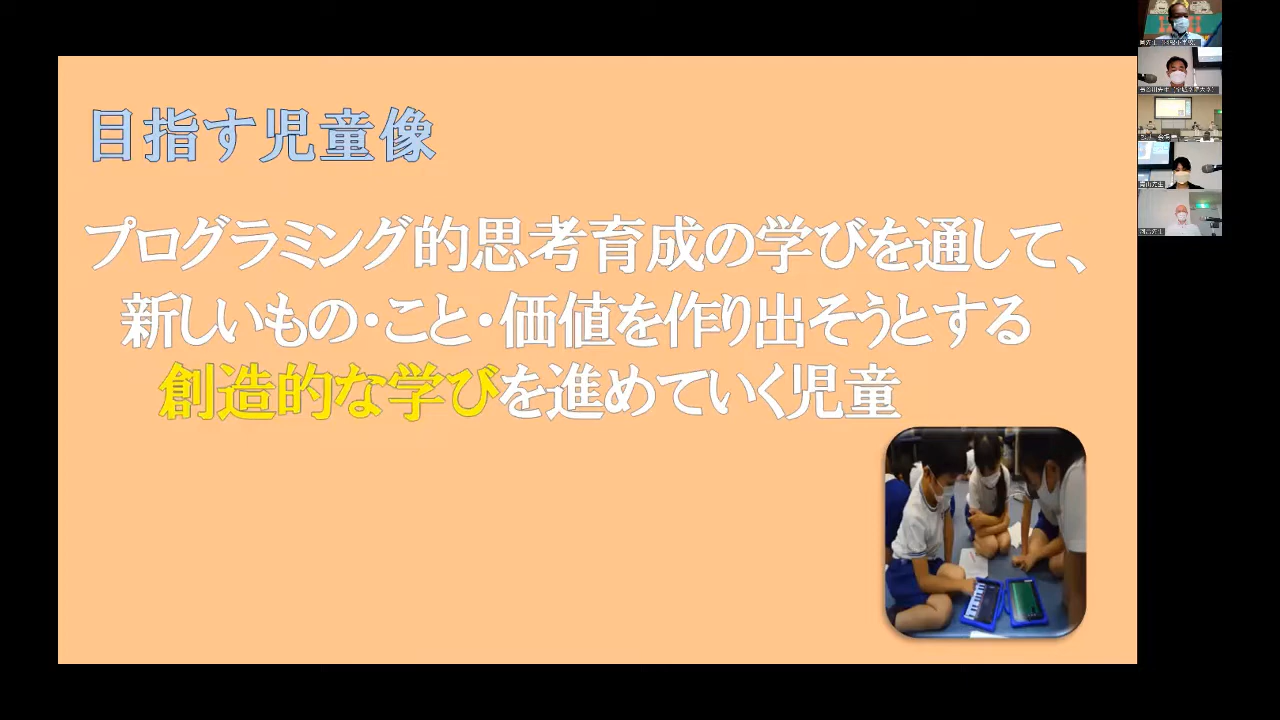 目指す児童像
プログラミング的思考育成の学びを通して、
新しいもの・こと・価値を作り出そうとする
創造的な学びを進めていく児童